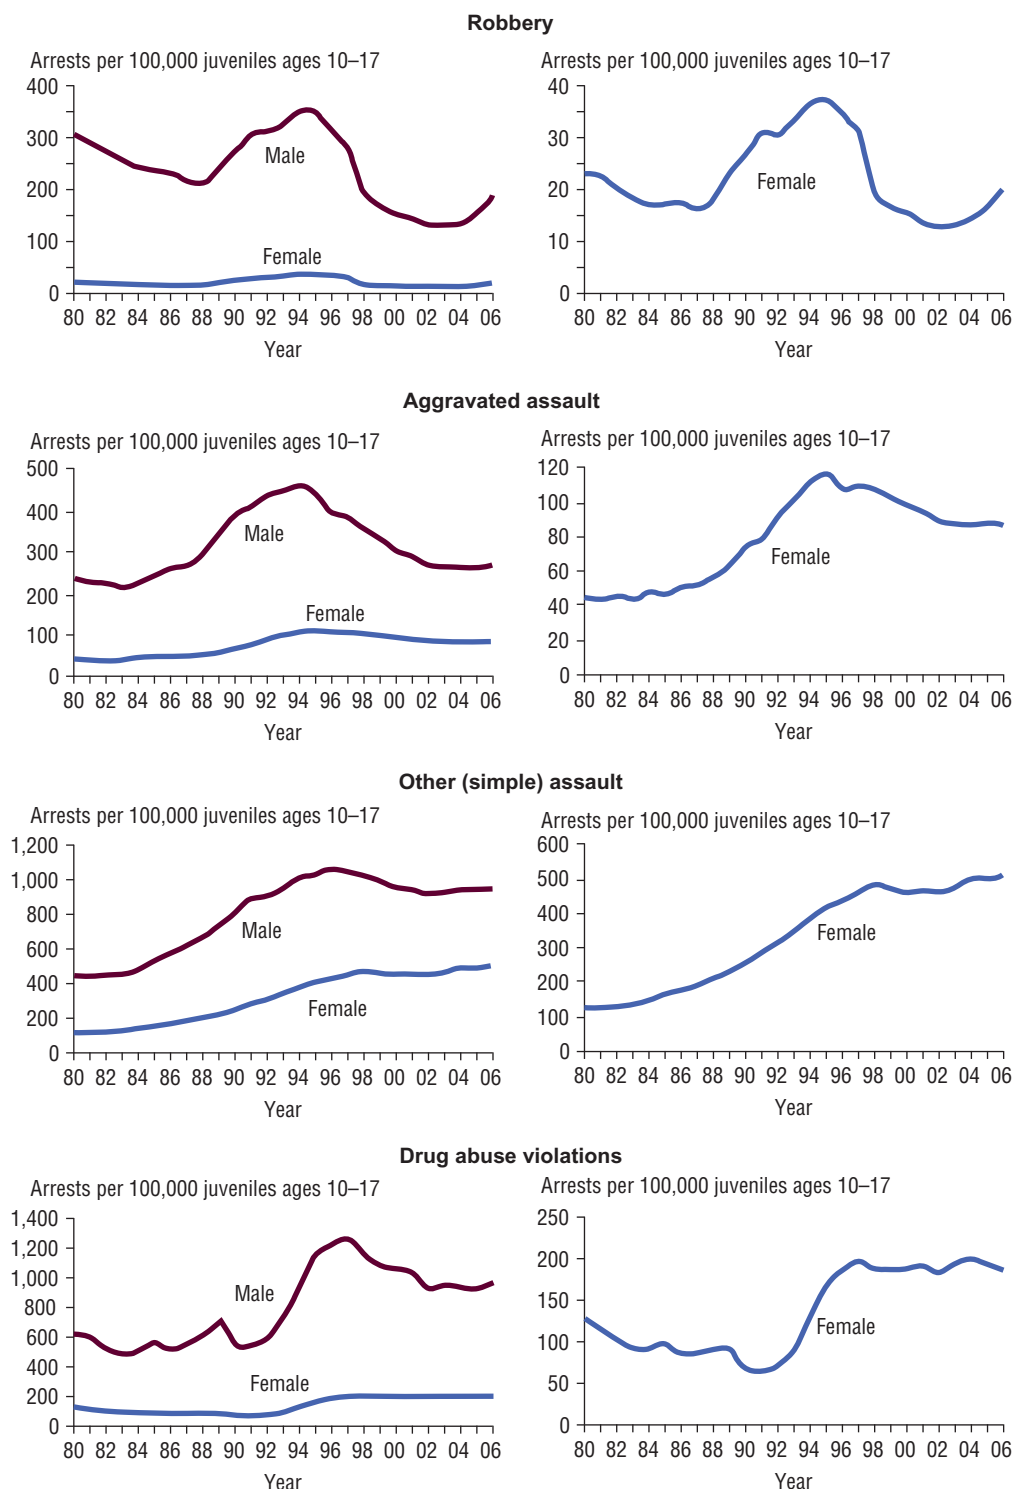 Robbery
Arrests per 100,000 juveniles ages 10–17
400
300
200
100
0
Male
Female
80 82 84 86 88 90 92 94 96 98 00 02 04 06
Year
Arrests per 100,000 juveniles ages 10–17
40
30
20
10
0
Female
80 82 84 86 88 90 92 94 96 98 00 02 04 06
Year
Aggravated assault
Arrests per 100,000 juveniles ages 10–17
500
400
300
200
100
0
Male
Female
80 82 84 86 88 90 92 94 96 98 00 02 04 06
Year
Arrests per 100,000 juveniles ages 10–17
120
100
80
60
40
20
0
Female
80 82 84 86 88 90 92 94 96 98 00 02 04 06
Year
Other (simple) assault
Arrests per 100,000 juveniles ages 10–17
1,200
1,000
800
600
400
200
0
Male
Female
80 82 84 86 88 90 92 94 96 98 00 02 04 06
Year
Arrests per 100,000 juveniles ages 10–17
600
500
400
300
200
100
0
Female
80 82 84 86 88 90 92 94 96 98 00 02 04 06
Year
Drug abuse violations
Arrests per 100,000 juveniles ages 10–17
1,400
1,200
1,000
800
600
400
200
0
Male
Female
80 82 84 86 88 90 92 94 96 98 00 02 04 06
Year
Arrests per 100,000 juveniles ages 10–17
250
200
150
100
50
0
Female
80 82 84 86 88 90 92 94 96 98 00 02 04 06
Year